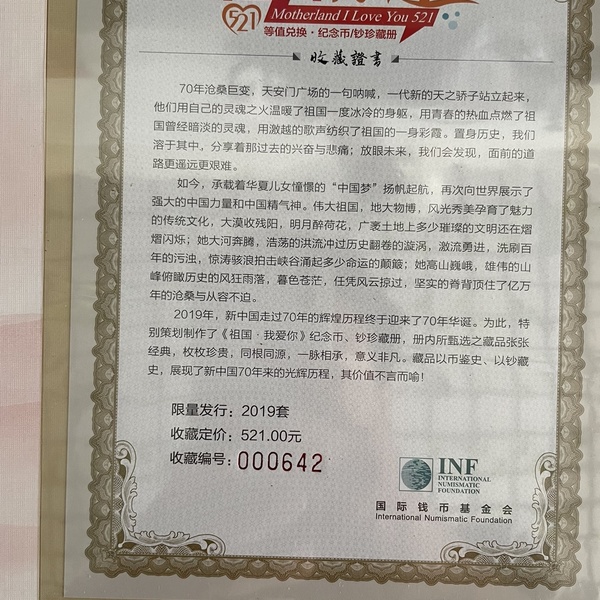 521
Motherland I Love You 521
等值兑换·纪念币/钞珍藏册
收藏證書
70年沧桑巨变，天安门广场的一句呐喊，一代新的天之骄子站立起来，
他们用自己的灵魂之火温暖了祖国一度冰冷的身躯，用青春的热血点燃了祖
国曾经暗淡的灵魂，用激越的歌声纺织了祖国的一身彩霞。置身历史，我们
溶于其中，分享着那过去的兴奋与悲痛；放眼未来，我们会发现，面前的道
路更遥远更艰难。
如今，承载着华夏儿女憧憬的“中国梦”扬帆起航，再次向世界展示了
强大的中国力量和中国精气神。伟大祖国，地大物博，风光秀美孕育了魅力
的传统文化，大漠收残阳，明月醉荷花，广袤土地上多少璀璨的文明还在熠
熠闪烁；她大河奔腾，浩荡的洪流冲过历史翻卷的漩涡，激流勇进，洗刷百
年的污浊，惊涛骇浪拍击峡谷涌起多少命运的颠簸；她高山巍峨，雄伟的山
峰俯瞰历史的风狂雨落，暮色苍茫，任凭风云掠过，坚实的脊背顶住了亿万
年的沧桑与从容不迫。
2019年，新中国走过70年的辉煌历程终于迎来了70年华诞。为此，特
别策划制作了《祖国·我爱你》纪念币、钞珍藏册，册内所甄选之藏品张张
经典，枚枚珍贵，同根同源，一脉相承，意义非凡。藏品以币鉴史、以钞藏
史，展现了新中国70年来的光辉历程，其价值不言而喻！
限量发行：2019套
收藏定价：521.00元
收藏编号：000642
INF
INTERNATIONAL
NUMISMATIC
FOUNDATION
国际钱币基金会
International Numismatic Foundation